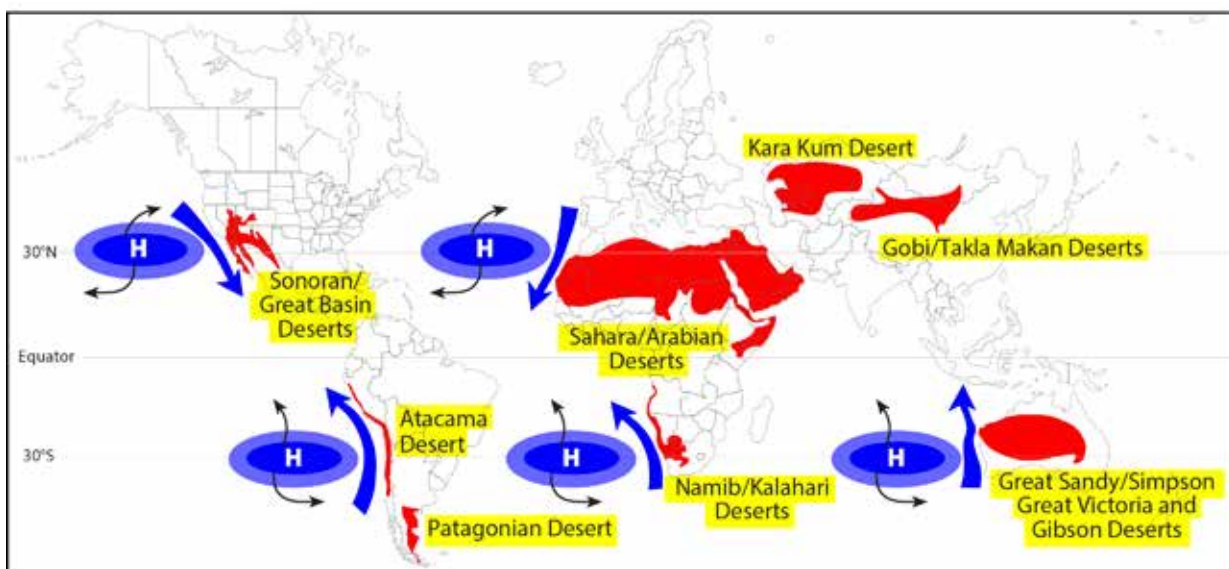 Kara Kum Desert
H
H
30°N
Gobi/Takla Makan Deserts
Sonoran/
Great Basin
Deserts
Sahara/Arabian
Deserts
Equator
Atacama
Desert
H
H
H
30°S
Namib/Kalahari
Deserts
Great Sandy/Simpson
Great Victoria and
Gibson Deserts
Patagonian Desert